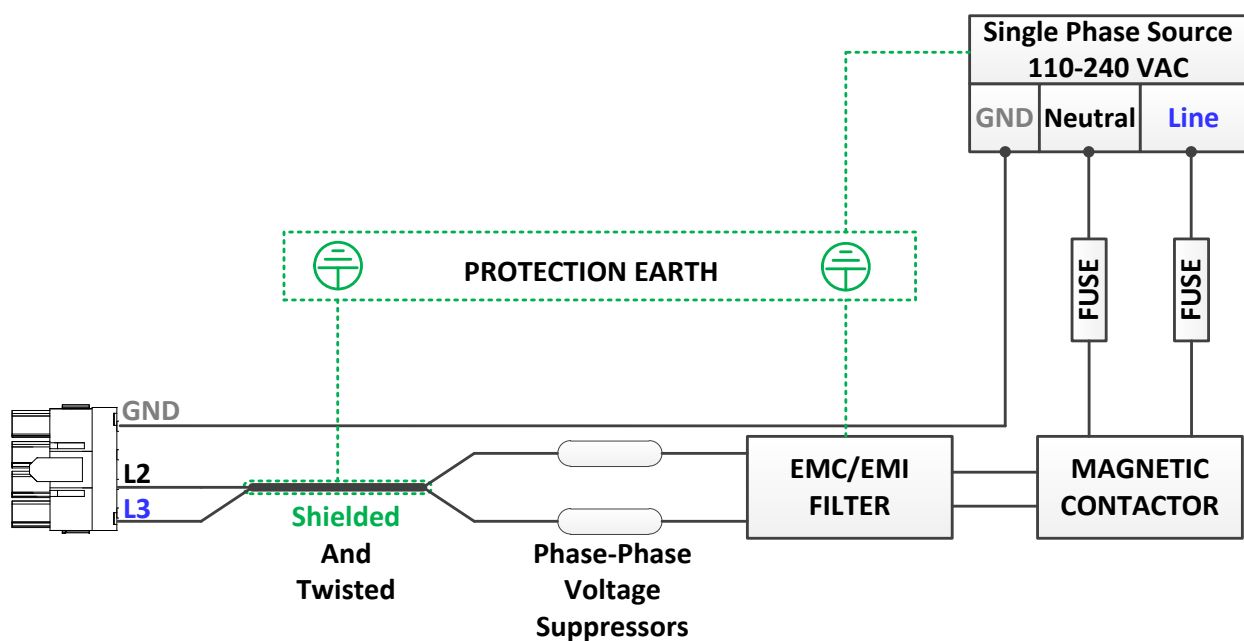 Single Phase Source
110-240 VAC
GND
Neutral
Line
PROTECTION EARTH
FUSE
FUSE
GND
L2
L3
Shielded
And
Twisted
Phase-Phase
Voltage
Suppressors
EMC/EMI
FILTER
MAGNETIC
CONTACTOR